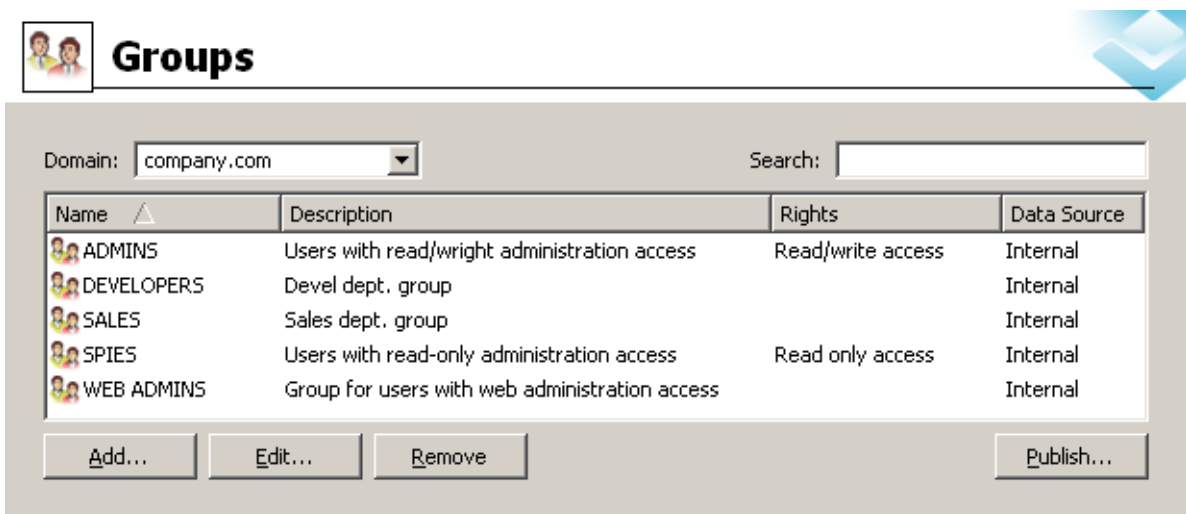 Groups
Domain: company.com Search:
Name Description Rights Data Source
ADMINS Users with read/wright administration access Read/write access Internal
DEVELOPERS Devel dept. group Internal
SALES Sales dept. group Internal
SPIES Users with read-only administration access Read only access Internal
WEB ADMINS Group for users with web administration access Internal
Add... Edit... Remove Publish...